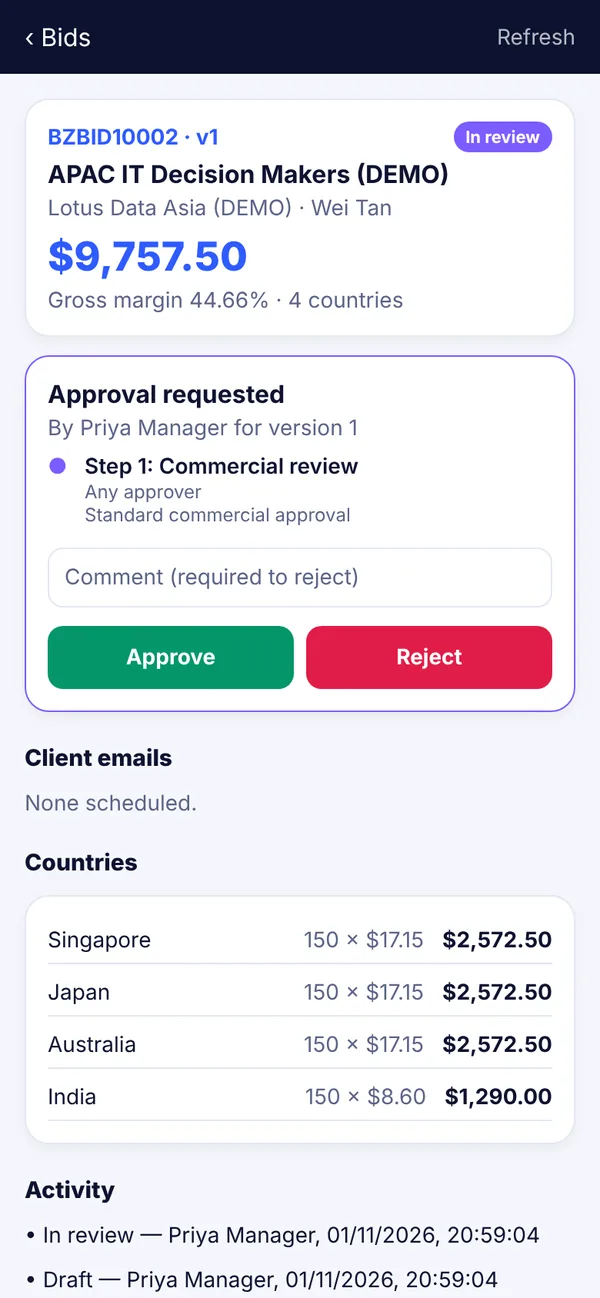 ‹ Bids Refresh
BZBID10002 · v1 In review
APAC IT Decision Makers (DEMO)
Lotus Data Asia (DEMO) · Wei Tan
$9,757.50
Gross margin 44.66% · 4 countries
Approval requested
By Priya Manager for version 1
Step 1: Commercial review
Any approver
Standard commercial approval
Comment (required to reject)
Approve Reject
Client emails
None scheduled.
Countries
Singapore 150 × $17.15 $2,572.50
Japan 150 × $17.15 $2,572.50
Australia 150 × $17.15 $2,572.50
India 150 × $8.60 $1,290.00
Activity
• In review — Priya Manager, 01/11/2026, 20:59:04
• Draft — Priya Manager, 01/11/2026, 20:59:04